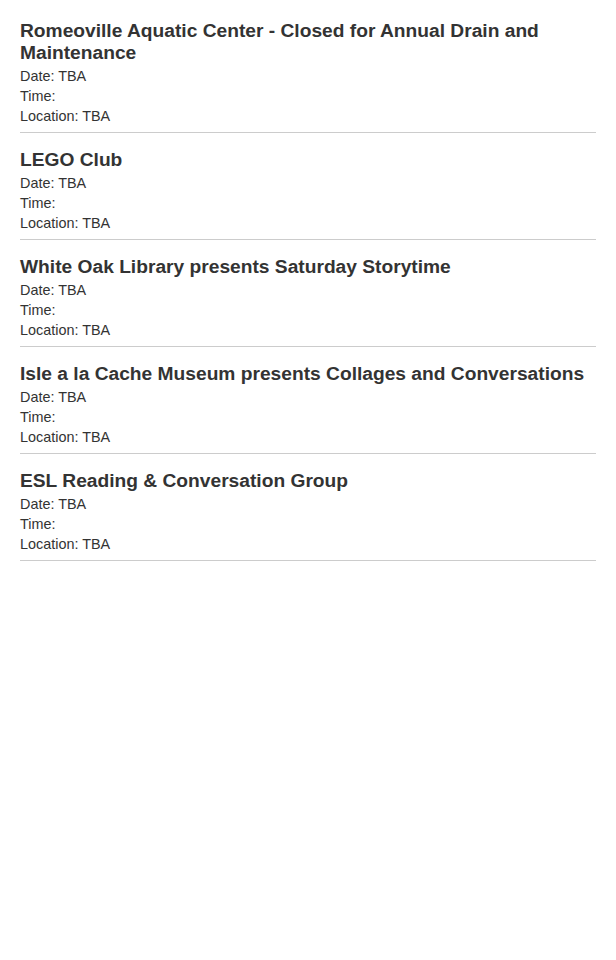 Romeoville Aquatic Center - Closed for Annual Drain and
Maintenance
Date: TBA
Time:
Location: TBA
LEGO Club
Date: TBA
Time:
Location: TBA
White Oak Library presents Saturday Storytime
Date: TBA
Time:
Location: TBA
Isle a la Cache Museum presents Collages and Conversations
Date: TBA
Time:
Location: TBA
ESL Reading & Conversation Group
Date: TBA
Time:
Location: TBA